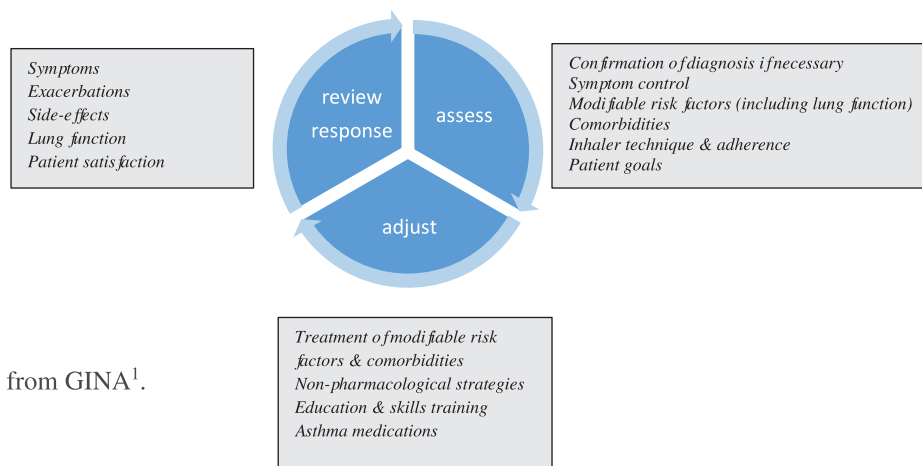 Symptoms
Exacerbations
Side-effects
Lung function
Patient satisfaction
review
response
assess
adjust
Confirmation of diagnosis if necessary
Symptom control
Modifiable risk factors (including lung function)
Comorbidities
Inhaler technique & adherence
Patient goals
Treatment of modifiable risk
factors & comorbidities
Non-pharmacological strategies
Education & skills training
Asthma medications
from GINA¹.